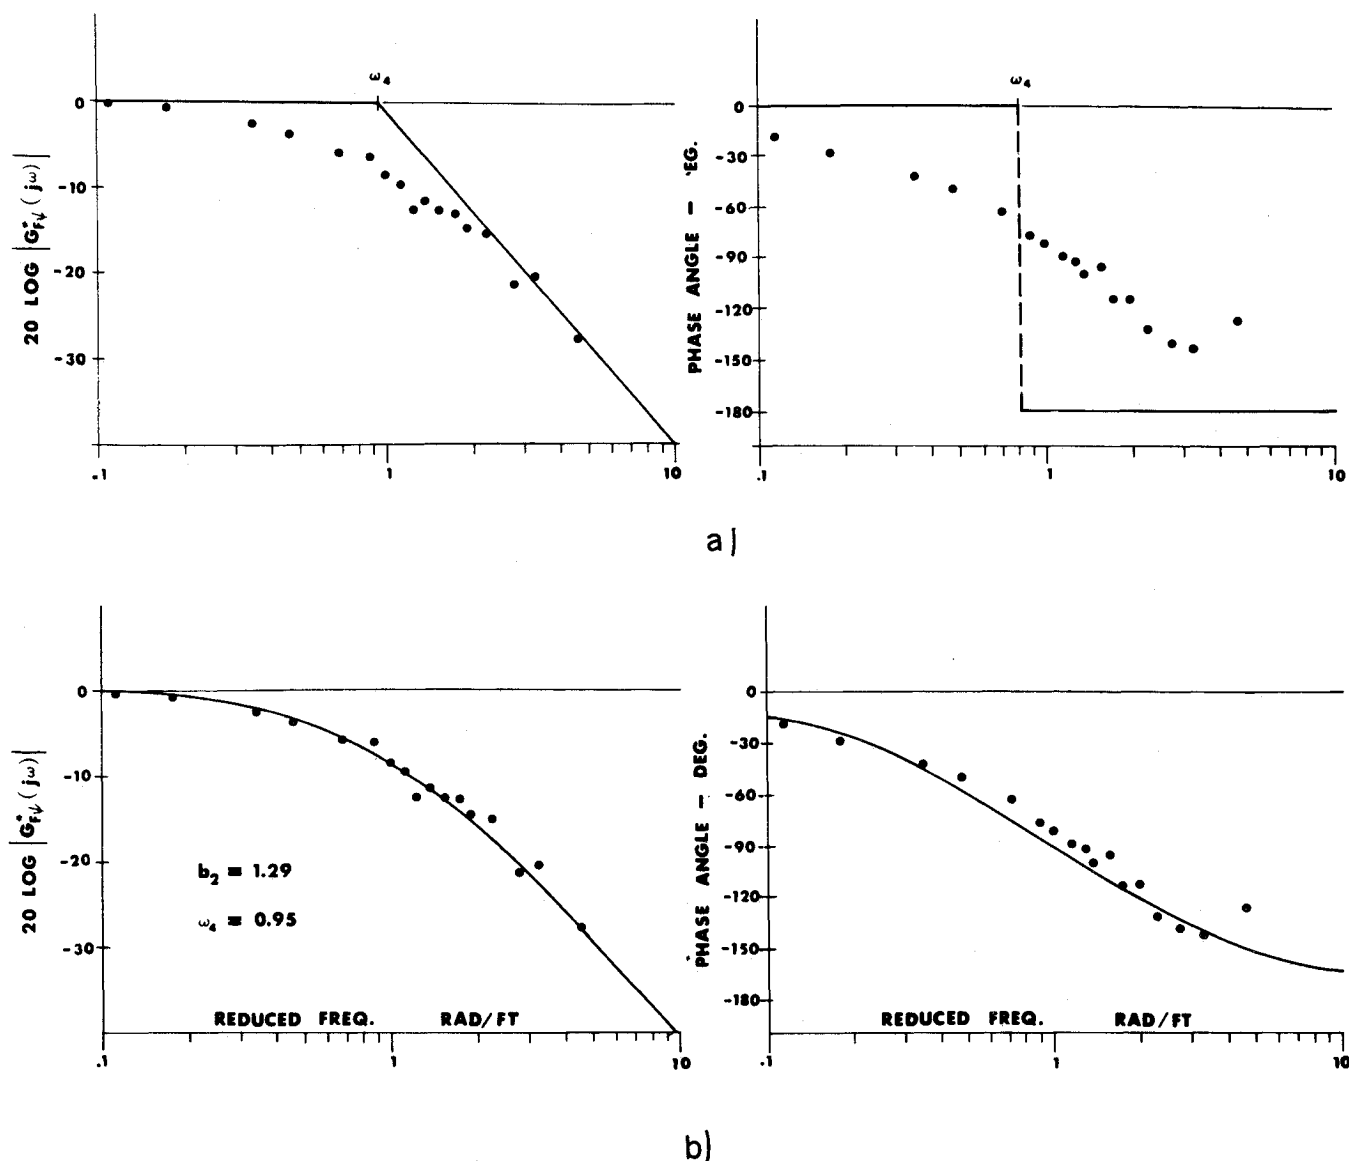 ω₄
0
-10
-20
-30
.1
1
10
20 LOG |G*Fψ(jω)|
ω₄
0
-30
-60
-90
-120
-150
-180
.1
1
10
PHASE ANGLE — 'EG.
a)
0
-10
-20
-30
b₂ = 1.29
ω₄ = 0.95
REDUCED FREQ. RAD/FT
.1
1
10
20 LOG |G*Fψ(jω)|
0
-30
-60
-90
-120
-150
-180
REDUCED FREQ. RAD/FT
.1
1
10
PHASE ANGLE — DEG.
b)